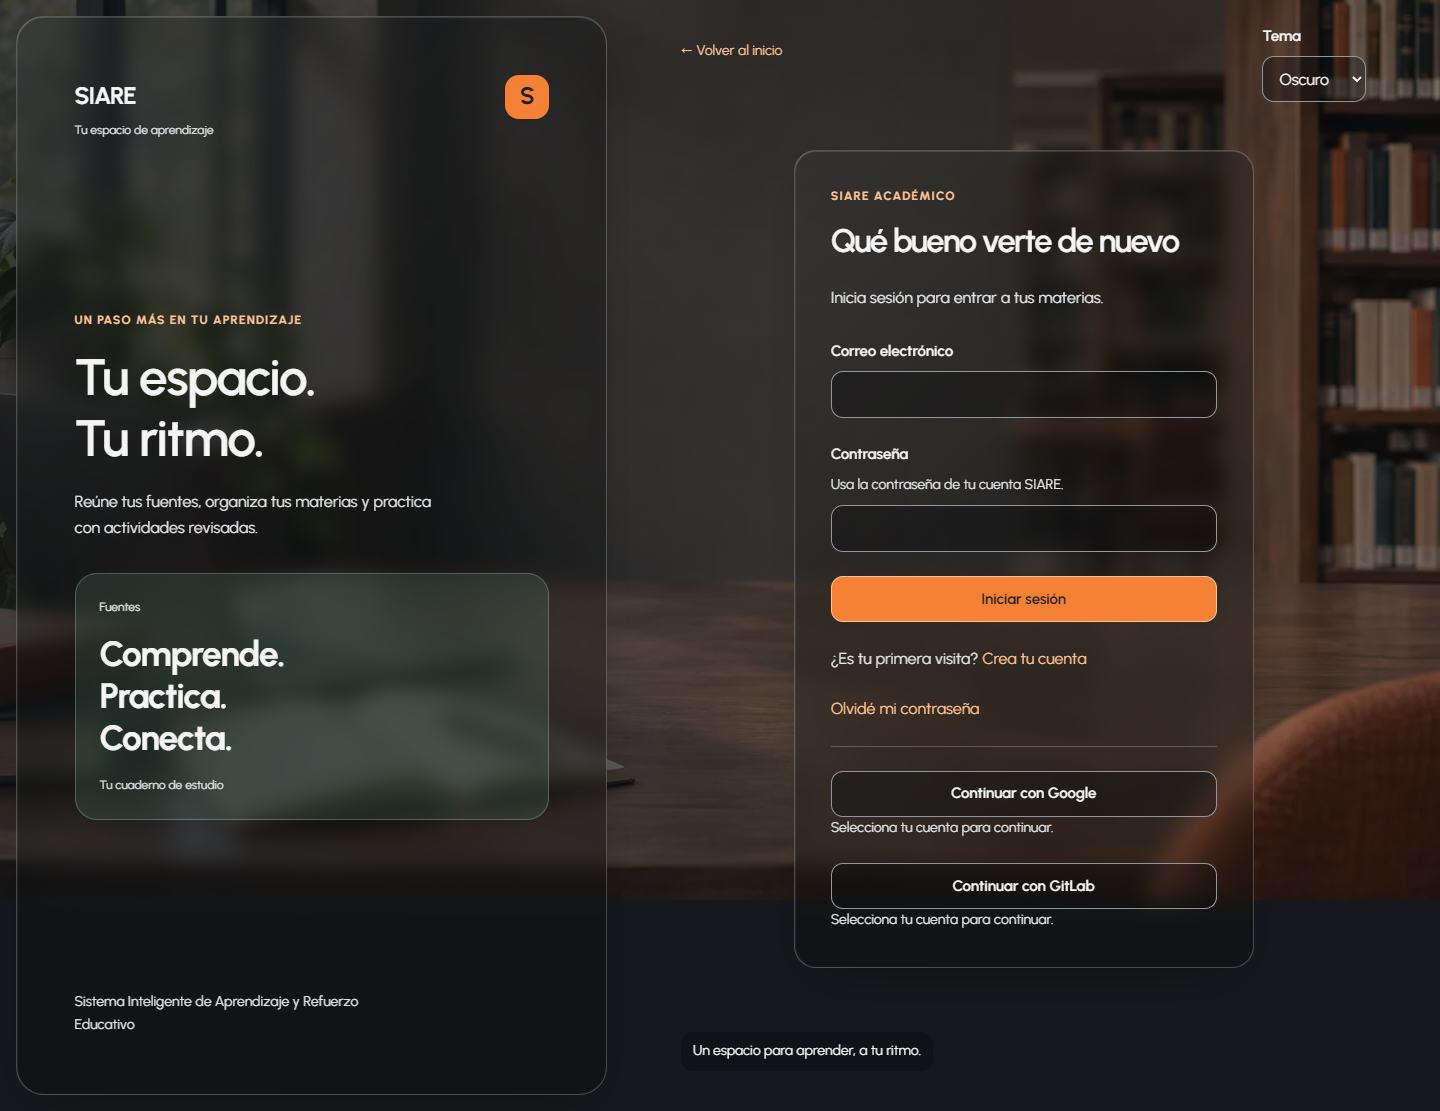 SIARE
S
Tu espacio de aprendizaje
UN PASO MÁS EN TU APRENDIZAJE
Tu espacio.
Tu ritmo.
Reúne tus fuentes, organiza tus materias y practica
con actividades revisadas.
Fuentes
Comprende.
Practica.
Conecta.
Tu cuaderno de estudio
Sistema Inteligente de Aprendizaje y Refuerzo
Educativo
← Volver al inicio
Tema
Oscuro
SIARE ACADÉMICO
Qué bueno verte de nuevo
Inicia sesión para entrar a tus materias.
Correo electrónico
Contraseña
Usa la contraseña de tu cuenta SIARE.
Iniciar sesión
¿Es tu primera visita? Crea tu cuenta
Olvidé mi contraseña
Continuar con Google
Selecciona tu cuenta para continuar.
Continuar con GitLab
Selecciona tu cuenta para continuar.
Un espacio para aprender, a tu ritmo.